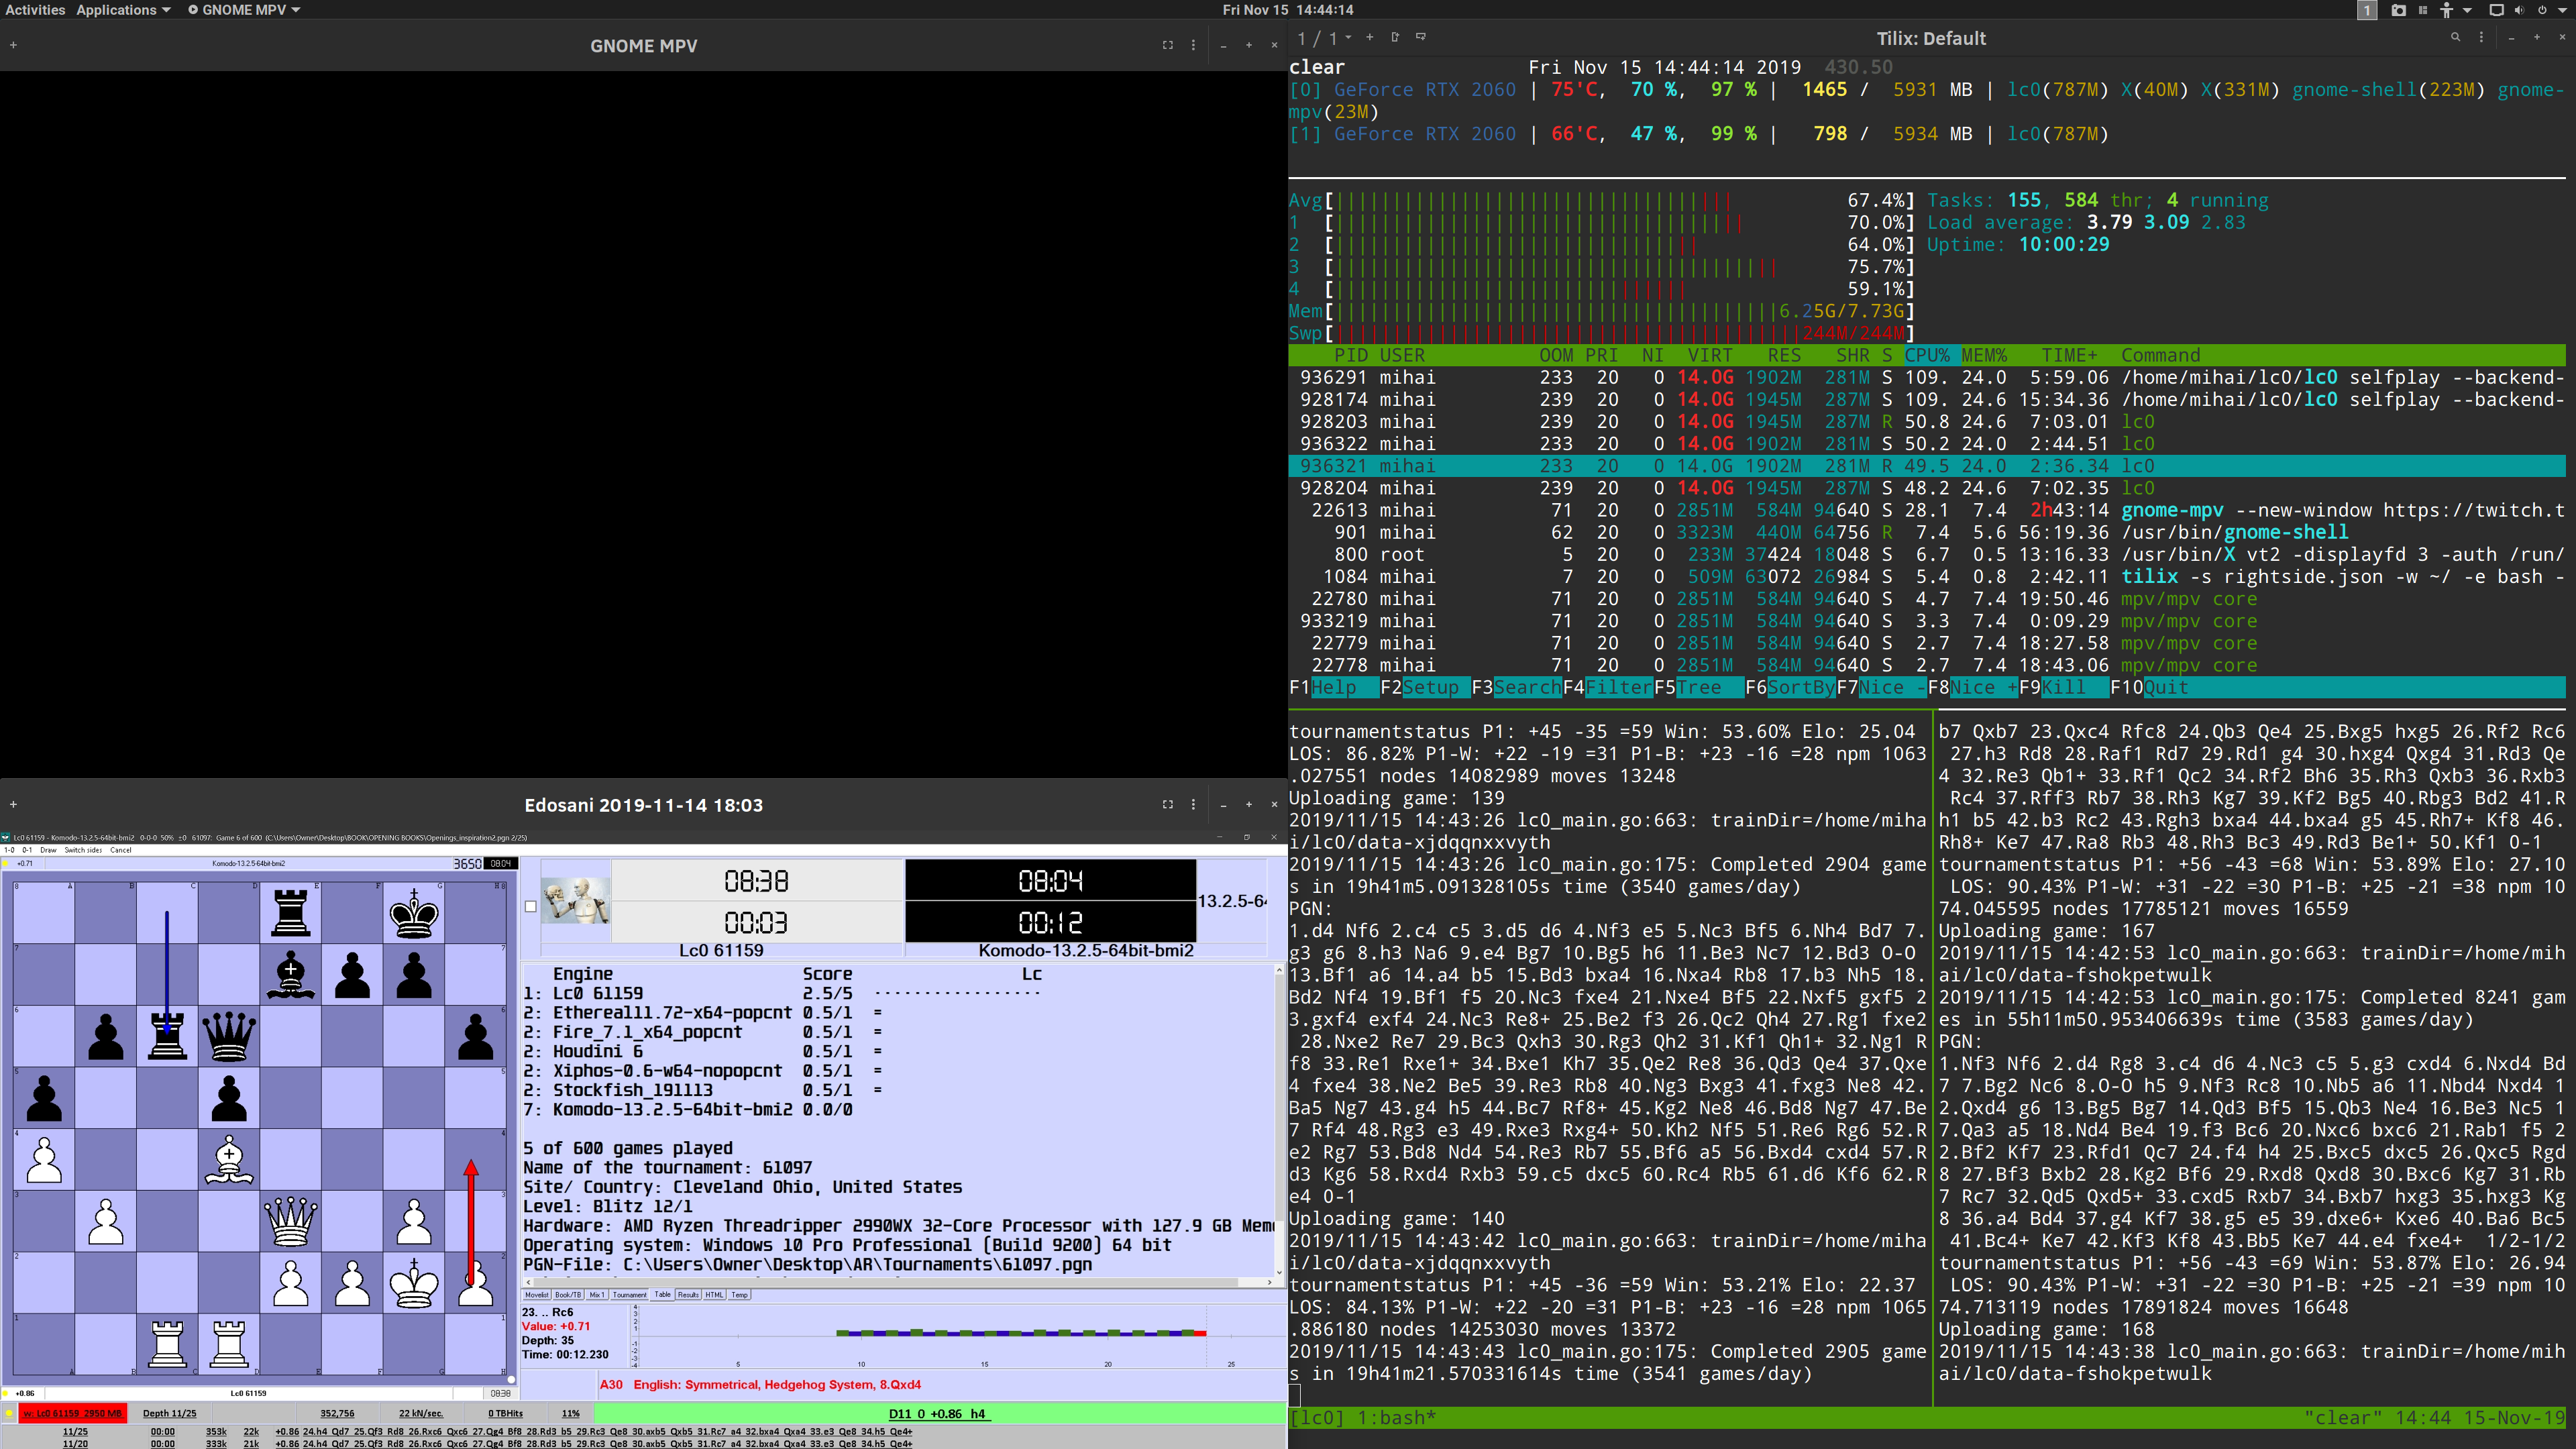 Activities Applications GNOME MPV Fri Nov 15 14:44:14 1
GNOME MPV
1 / 1 Tilix: Default
clear Fri Nov 15 14:44:14 2019 430.50
[0] GeForce RTX 2060 | 75'C, 70 %, 97 % | 1465 / 5931 MB | lc0(787M) X(40M) X(331M) gnome-shell(223M) gnome-
mpv(23M)
[1] GeForce RTX 2060 | 66'C, 47 %, 99 % | 798 / 5934 MB | lc0(787M)
Avg[ 67.4%] Tasks: 155, 584 thr; 4 running
1 [ 70.0%] Load average: 3.79 3.09 2.83
2 [ 64.0%] Uptime: 10:00:29
3 [ 75.7%]
4 [ 59.1%]
Mem[ 6.25G/7.73G]
Swp[ 244M/244M]
PID USER OOM PRI NI VIRT RES SHR S CPU% MEM% TIME+ Command
936291 mihai 233 20 0 14.0G 1902M 281M S 109. 24.0 5:59.06 /home/mihai/lc0/lc0 selfplay --backend-
928174 mihai 239 20 0 14.0G 1945M 287M S 109. 24.6 15:34.36 /home/mihai/lc0/lc0 selfplay --backend-
928203 mihai 239 20 0 14.0G 1945M 287M R 50.8 24.6 7:03.01 lc0
936322 mihai 233 20 0 14.0G 1902M 281M S 50.2 24.0 2:44.51 lc0
936321 mihai 233 20 0 14.0G 1902M 281M R 49.5 24.0 2:36.34 lc0
928204 mihai 239 20 0 14.0G 1945M 287M S 48.2 24.6 7:02.35 lc0
22613 mihai 71 20 0 2851M 584M 94640 S 28.1 7.4 2h43:14 gnome-mpv --new-window https://twitch.t
901 mihai 62 20 0 3323M 440M 64756 R 7.4 5.6 56:19.36 /usr/bin/gnome-shell
800 root 5 20 0 233M 37424 18048 S 6.7 0.5 13:16.33 /usr/bin/X vt2 -displayfd 3 -auth /run/
1084 mihai 7 20 0 509M 63072 26984 S 5.4 0.8 2:42.11 tilix -s rightside.json -w ~/ -e bash -
22780 mihai 71 20 0 2851M 584M 94640 S 4.7 7.4 19:50.46 mpv/mpv core
933219 mihai 71 20 0 2851M 584M 94640 S 3.3 7.4 0:09.29 mpv/mpv core
22779 mihai 71 20 0 2851M 584M 94640 S 2.7 7.4 18:27.58 mpv/mpv core
22778 mihai 71 20 0 2851M 584M 94640 S 2.7 7.4 18:43.06 mpv/mpv core
F1Help F2Setup F3SearchF4FilterF5Tree F6SortByF7Nice -F8Nice +F9Kill F10Quit
tournamentstatus P1: +45 -35 =59 Win: 53.60% Elo: 25.04
LOS: 86.82% P1-W: +22 -19 =31 P1-B: +23 -16 =28 npm 1063
.027551 nodes 14082989 moves 13248
Uploading game: 139
2019/11/15 14:43:26 lc0_main.go:663: trainDir=/home/miha
i/lc0/data-xjdqqnxxvyth
2019/11/15 14:43:26 lc0_main.go:175: Completed 2904 game
s in 19h41m5.091328105s time (3540 games/day)
PGN:
1.d4 Nf6 2.c4 c5 3.d5 d6 4.Nf3 e5 5.Nc3 Bf5 6.Nh4 Bd7 7.
g3 g6 8.h3 Na6 9.e4 Bg7 10.Bg5 h6 11.Be3 Nc7 12.Bd3 O-O
13.Bf1 a6 14.a4 b5 15.Bd3 bxa4 16.Nxa4 Rb8 17.b3 Nh5 18.
Bd2 Nf4 19.Bf1 f5 20.Nc3 fxe4 21.Nxe4 Bf5 22.Nxf5 gxf5 2
3.gxf4 exf4 24.Nc3 Re8+ 25.Be2 f3 26.Qc2 Qh4 27.Rg1 fxe2
28.Nxe2 Re7 29.Bc3 Qxh3 30.Rg3 Qh2 31.Kf1 Qh1+ 32.Ng1 R
f8 33.Re1 Rxe1+ 34.Bxe1 Kh7 35.Qe2 Re8 36.Qd3 Qe4 37.Qxe
4 fxe4 38.Ne2 Be5 39.Re3 Rb8 40.Ng3 Bxg3 41.fxg3 Ne8 42.
Ba5 Ng7 43.g4 h5 44.Bc7 Rf8+ 45.Kg2 Ne8 46.Bd8 Ng7 47.Be
7 Rf4 48.Rg3 e3 49.Rxe3 Rxg4+ 50.Kh2 Nf5 51.Re6 Rg6 52.R
e2 Rg7 53.Bd8 Nd4 54.Re3 Rb7 55.Bf6 a5 56.Bxd4 cxd4 57.R
d3 Kg6 58.Rxd4 Rxb3 59.c5 dxc5 60.Rc4 Rb5 61.d6 Kf6 62.R
e4 0-1
Uploading game: 140
2019/11/15 14:43:42 lc0_main.go:663: trainDir=/home/miha
i/lc0/data-xjdqqnxxvyth
tournamentstatus P1: +45 -36 =59 Win: 53.21% Elo: 22.37
LOS: 84.13% P1-W: +22 -20 =31 P1-B: +23 -16 =28 npm 1065
.886180 nodes 14253030 moves 13372
2019/11/15 14:43:43 lc0_main.go:175: Completed 2905 game
s in 19h41m21.570331614s time (3541 games/day)
b7 Qxb7 23.Qxc4 Rfc8 24.Qb3 Qe4 25.Bxg5 hxg5 26.Rf2 Rc6
27.h3 Rd8 28.Raf1 Rd7 29.Rd1 g4 30.hxg4 Qxg4 31.Rd3 Qe
4 32.Re3 Qb1+ 33.Rf1 Qc2 34.Rf2 Bh6 35.Rh3 Qxb3 36.Rxb3
Rc4 37.Rff3 Rb7 38.Rh3 Kg7 39.Kf2 Bg5 40.Rbg3 Bd2 41.R
h1 b5 42.b3 Rc2 43.Rgh3 bxa4 44.bxa4 g5 45.Rh7+ Kf8 46.
Rh8+ Ke7 47.Ra8 Rb3 48.Rh3 Bc3 49.Rd3 Be1+ 50.Kf1 0-1
tournamentstatus P1: +56 -43 =68 Win: 53.89% Elo: 27.10
LOS: 90.43% P1-W: +31 -22 =30 P1-B: +25 -21 =38 npm 10
74.045595 nodes 17785121 moves 16559
Uploading game: 167
2019/11/15 14:42:53 lc0_main.go:663: trainDir=/home/mih
ai/lc0/data-fshokpetwulk
2019/11/15 14:42:53 lc0_main.go:175: Completed 8241 gam
es in 55h11m50.953406639s time (3583 games/day)
PGN:
1.Nf3 Nf6 2.d4 Rg8 3.c4 d6 4.Nc3 c5 5.g3 cxd4 6.Nxd4 Bd
7 7.Bg2 Nc6 8.O-O h5 9.Nf3 Rc8 10.Nb5 a6 11.Nbd4 Nxd4 1
2.Qxd4 g6 13.Bg5 Bg7 14.Qd3 Bf5 15.Qb3 Ne4 16.Be3 Nc5 1
7.Qa3 a5 18.Nd4 Be4 19.f3 Bc6 20.Nxc6 bxc6 21.Rab1 f5 2
2.Bf2 Kf7 23.Rfd1 Qc7 24.f4 h4 25.Bxc5 dxc5 26.Qxc5 Rgd
8 27.Bf3 Bxb2 28.Kg2 Bf6 29.Rxd8 Qxd8 30.Bxc6 Kg7 31.Rb
7 Rc7 32.Qd5 Qxd5+ 33.cxd5 Rxb7 34.Bxb7 hxg3 35.hxg3 Kg
8 36.a4 Bd4 37.g4 Kf7 38.g5 e5 39.dxe6+ Kxe6 40.Ba6 Bc5
41.Bc4+ Ke7 42.Kf3 Kf8 43.Bb5 Ke7 44.e4 fxe4+ 1/2-1/2
tournamentstatus P1: +56 -43 =69 Win: 53.87% Elo: 26.94
LOS: 90.43% P1-W: +31 -22 =30 P1-B: +25 -21 =39 npm 10
74.713119 nodes 17891824 moves 16648
Uploading game: 168
2019/11/15 14:43:38 lc0_main.go:663: trainDir=/home/mih
ai/lc0/data-fshokpetwulk
[lc0] 1:bash* "clear" 14:44 15-Nov-19
Edosani 2019-11-14 18:03
Lc0 61159 - Komodo-13.2.5-64bit-bmi2 0-0-0 50% ±0 61097: Game 6 of 600 (C:\Users\Owner\Desktop\BOOK\OPENING BOOKS\Openings_inspiration2.pgn 2/25)
1-0 0-1 Draw Switch sides Cancel
+0.71 Komodo-13.2.5-64bit-bmi2 3650 08:04
08:38 08:04 13.2.5-64
00:03 00:12
Lc0 61159 Komodo-13.2.5-64bit-bmi2
A B C D E F G H 8
7
6
5
4
3
2
1
A B C D E F G H
Engine Score Lc
1: Lc0 61159 2.5/5 ··················
2: Ethereal11.72-x64-popcnt 0.5/1 =
2: Fire_7.1_x64_popcnt 0.5/1 =
2: Houdini 6 0.5/1 =
2: Xiphos-0.6-w64-nopopcnt 0.5/1 =
2: Stockfish_191113 0.5/1 =
7: Komodo-13.2.5-64bit-bmi2 0.0/0
5 of 600 games played
Name of the tournament: 61097
Site/ Country: Cleveland Ohio, United States
Level: Blitz 12/1
Hardware: AMD Ryzen Threadripper 2990WX 32-Core Processor with 127.9 GB Mem
Operating system: Windows 10 Pro Professional (Build 9200) 64 bit
PGN-File: C:\Users\Owner\Desktop\AR\Tournaments\61097.pgn
Movelist Book/TB Mix 1 Tournament Table Results HTML Temp
23. .. Rc6
Value: +0.71
Depth: 35
Time: 00:12.230
5 10 15 20 25
A30 English: Symmetrical, Hedgehog System, 8.Qxd4
+0.86 Lc0 61159 08:38
w: Lc0 61159, 2950 MB Depth 11/25 352,756 22 kN/sec. 0 TBHits 11% D11 0 +0.86 h4
11/25 00:00 353k 22k +0.86 24.h4 Qd7 25.Qf3 Rd8 26.Rxc6 Qxc6 27.Qg4 Bf8 28.Rd3 b5 29.Rc3 Qe8 30.axb5 Qxb5 31.Rc7 a4 32.bxa4 Qxa4 33.e3 Qe8 34.h5 Qe4+
11/20 00:00 353k 21k +0.86 24.h4 Qd7 25.Qf3 Rd8 26.Rxc6 Qxc6 27.Qg4 Bf8 28.Rd3 b5 29.Rc3 Qe8 30.axb5 Qxb5 31.Rc7 a4 32.bxa4 Qxa4 33.e3 Qe8 34.h5 Qe4+